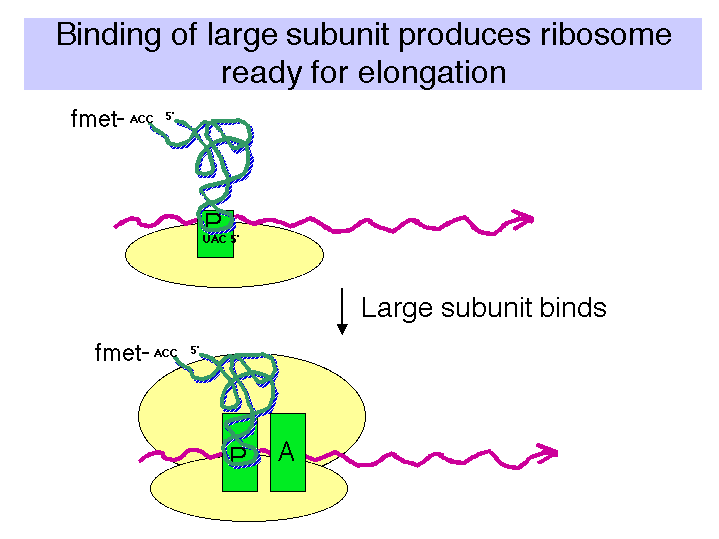 Binding of large subunit produces ribosome
ready for elongation
fmet- ACC 5'
P
UAC 5'
Large subunit binds
fmet- ACC 5'
P A